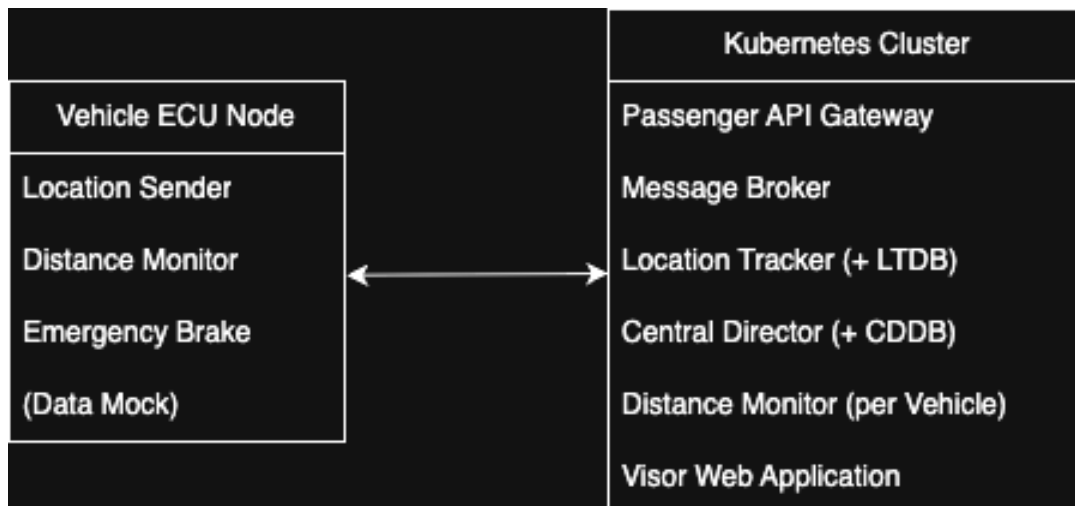 Vehicle ECU Node
Location Sender
Distance Monitor
Emergency Brake
(Data Mock)
Kubernetes Cluster
Passenger API Gateway
Message Broker
Location Tracker (+ LTDB)
Central Director (+ CDDB)
Distance Monitor (per Vehicle)
Visor Web Application